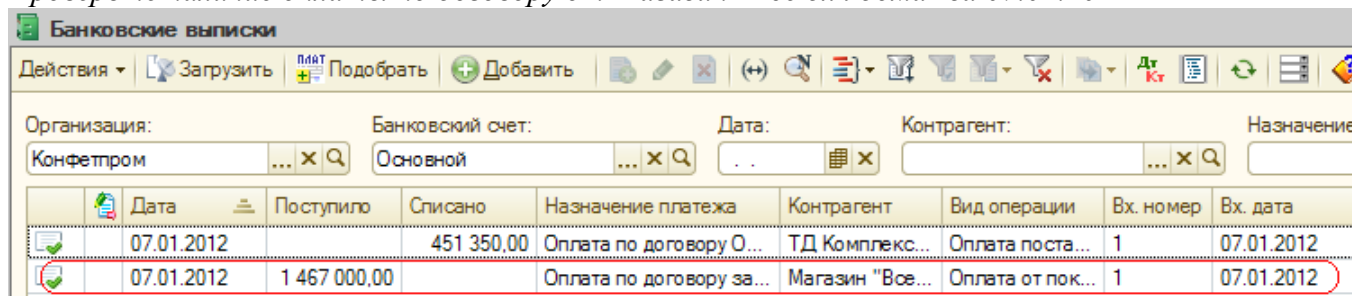 Банковские выписки
Действия Загрузить Подобрать Добавить Дт Кт
Организация: Банковский счет: Дата: Контрагент: Назначение
Конфетпром ... Основной ... . . ...
Дата Поступило Списано Назначение платежа Контрагент Вид операции Вх. номер Вх. дата
07.01.2012 451 350,00 Оплата по договору О... ТД Комплекс... Оплата поста... 1 07.01.2012
07.01.2012 1 467 000,00 Оплата по договору за... Магазин "Все... Оплата от пок... 1 07.01.2012